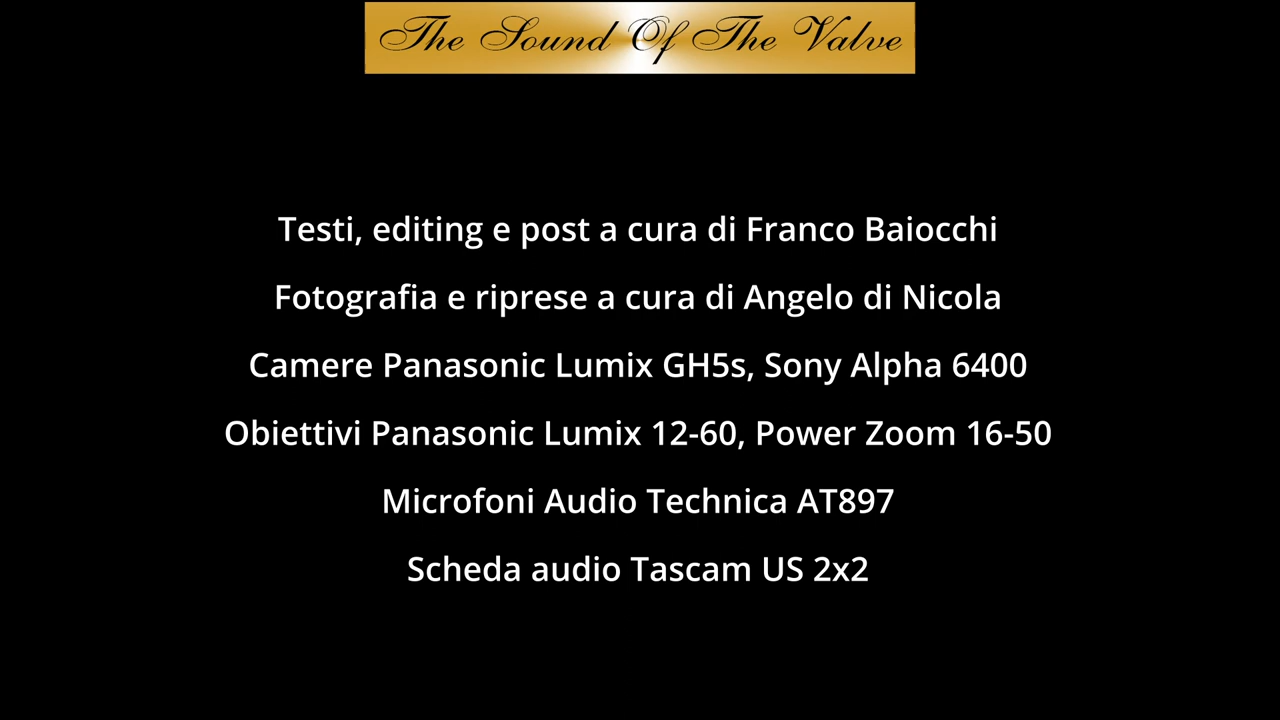 The Sound Of The Valve
Testi, editing e post a cura di Franco Baiocchi
Fotografia e riprese a cura di Angelo di Nicola
Camere Panasonic Lumix GH5s, Sony Alpha 6400
Obiettivi Panasonic Lumix 12-60, Power Zoom 16-50
Microfoni Audio Technica AT897
Scheda audio Tascam US 2x2